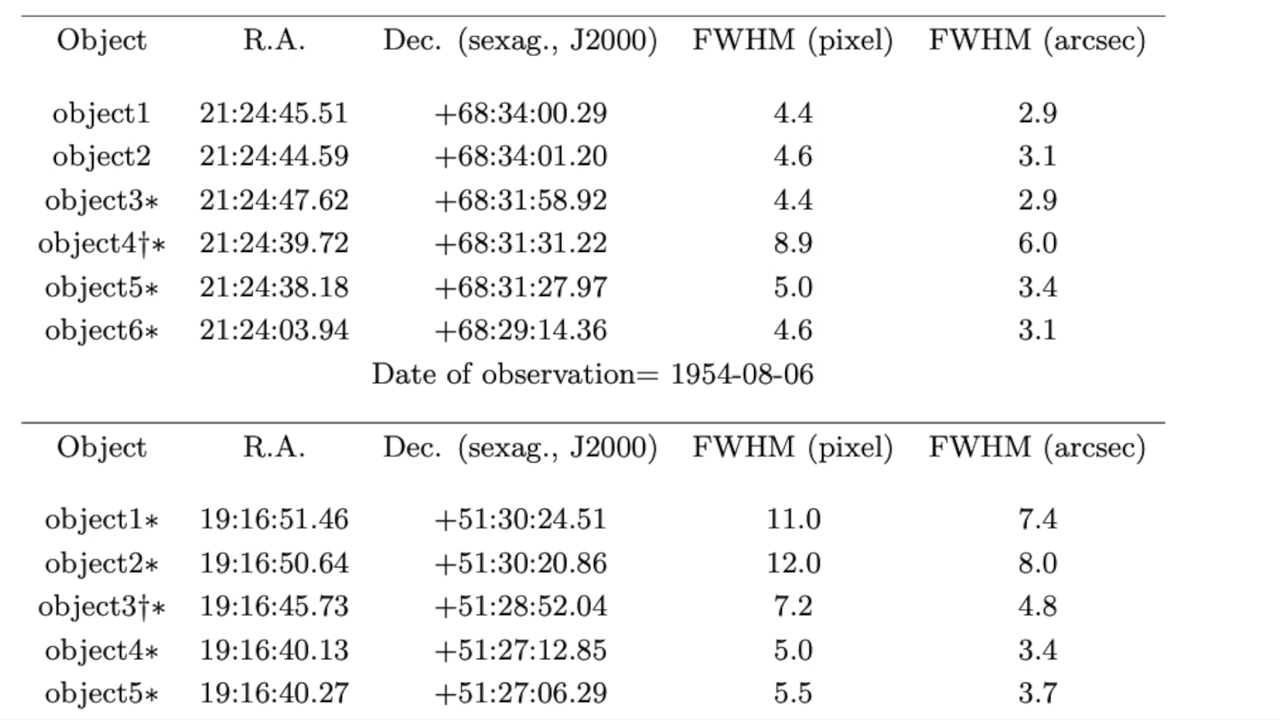 Object R.A. Dec. (sexag., J2000) FWHM (pixel) FWHM (arcsec)
object1 21:24:45.51 +68:34:00.29 4.4 2.9
object2 21:24:44.59 +68:34:01.20 4.6 3.1
object3* 21:24:47.62 +68:31:58.92 4.4 2.9
object4†* 21:24:39.72 +68:31:31.22 8.9 6.0
object5* 21:24:38.18 +68:31:27.97 5.0 3.4
object6* 21:24:03.94 +68:29:14.36 4.6 3.1
Date of observation= 1954-08-06
Object R.A. Dec. (sexag., J2000) FWHM (pixel) FWHM (arcsec)
object1* 19:16:51.46 +51:30:24.51 11.0 7.4
object2* 19:16:50.64 +51:30:20.86 12.0 8.0
object3†* 19:16:45.73 +51:28:52.04 7.2 4.8
object4* 19:16:40.13 +51:27:12.85 5.0 3.4
object5* 19:16:40.27 +51:27:06.29 5.5 3.7